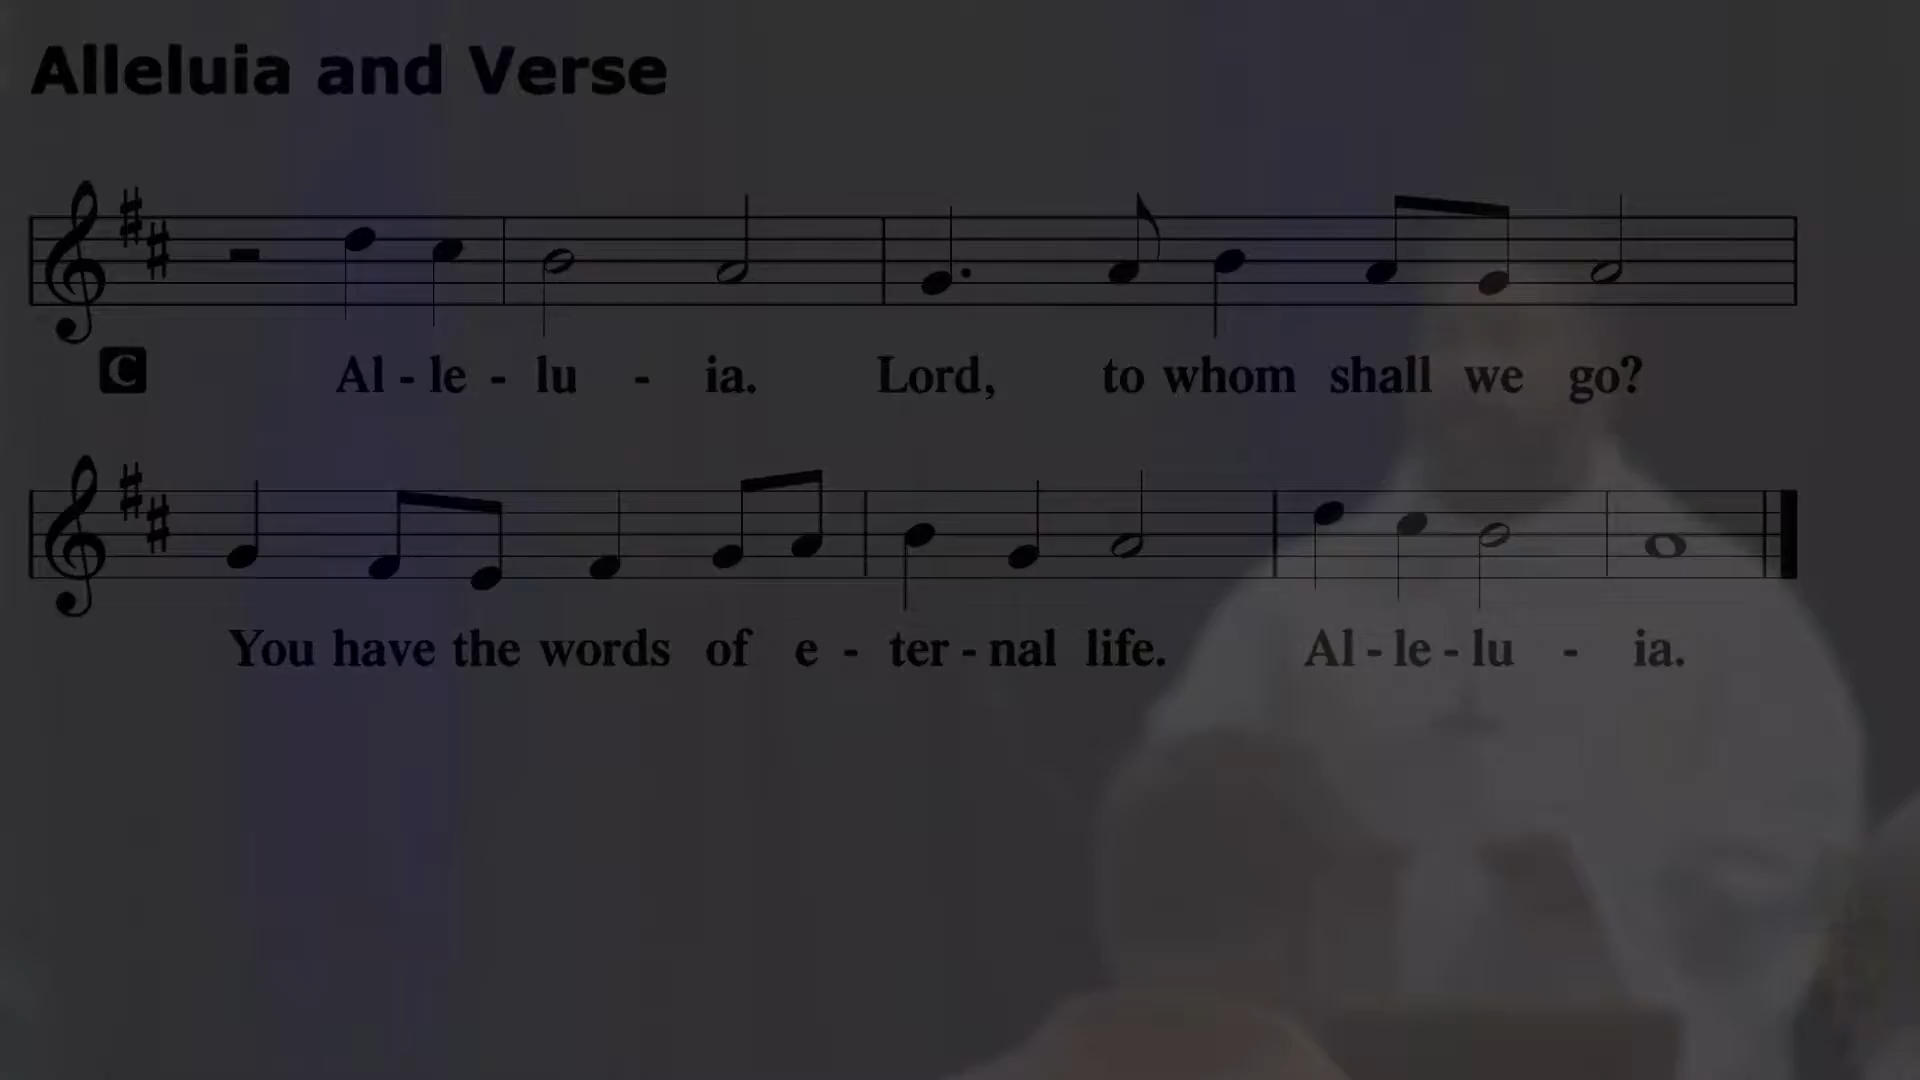 Alleluia and Verse
C Al - le - lu - ia. Lord, to whom shall we go?
You have the words of e - ter - nal life. Al - le - lu - ia.